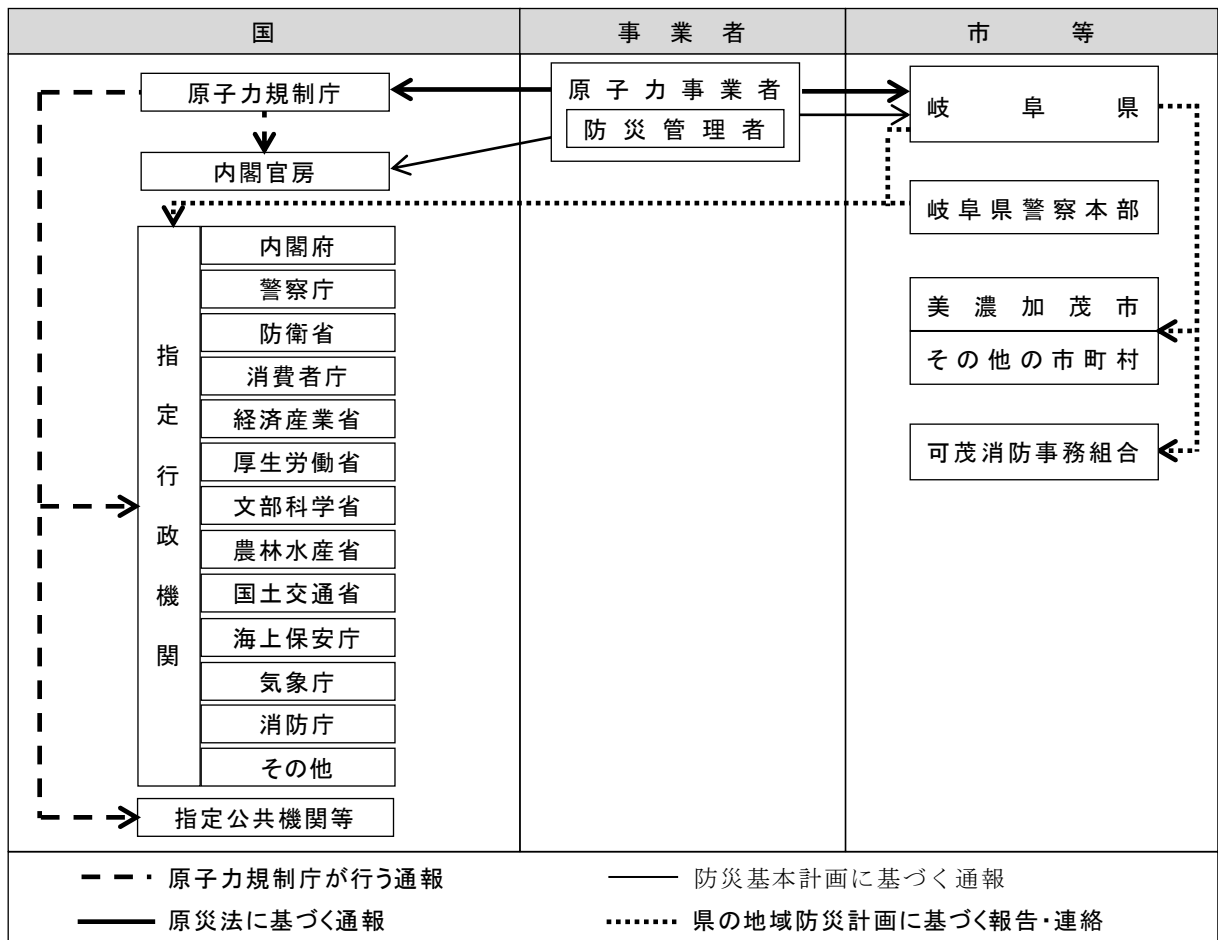 国
事業者
市等
原子力規制庁
内閣官房
原子力事業者
防災管理者
岐阜県
岐阜県警察本部
美濃加茂市
その他の市町村
可茂消防事務組合
指定行政機関
内閣府
警察庁
防衛省
消費者庁
経済産業省
厚生労働省
文部科学省
農林水産省
国土交通省
海上保安庁
気象庁
消防庁
その他
指定公共機関等
原子力規制庁が行う通報
防災基本計画に基づく通報
原災法に基づく通報
県の地域防災計画に基づく報告・連絡